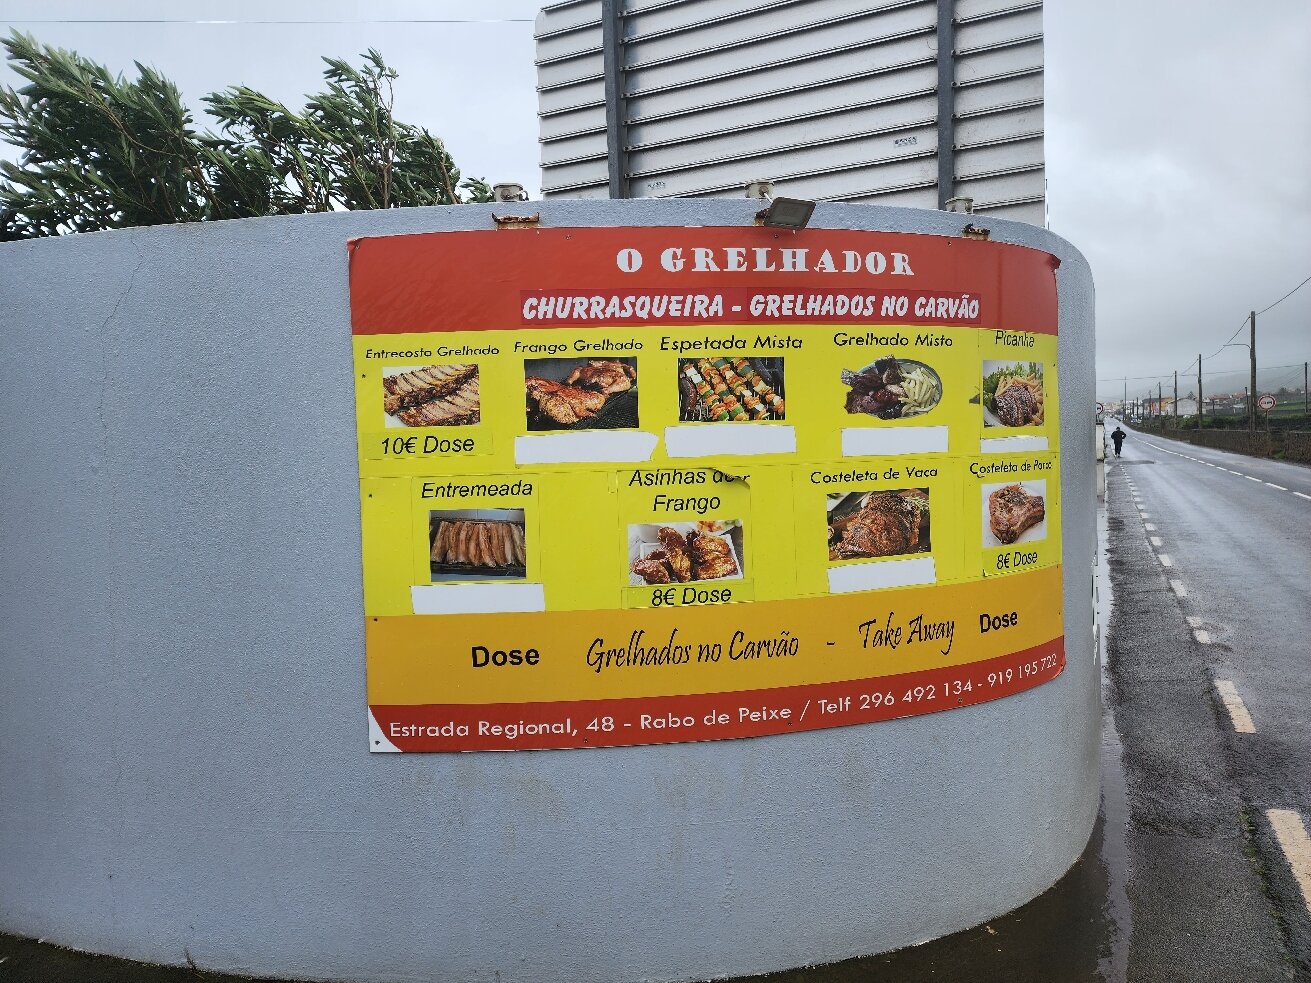 O GRELHADOR
CHURRASQUEIRA - GRELHADOS NO CARVÃO
Entrecosto Grelhado
Frango Grelhado
Espetada Mista
Grelhado Misto
Picanha
10€ Dose
Entremeada
Asinhas de
Frango
Costeleta de Vaca
Costeleta de Porco
8€ Dose
8€ Dose
Dose
Grelhados no Carvão - Take Away
Dose
Estrada Regional, 48 - Rabo de Peixe / Telf 296 492 134 - 919 195 722